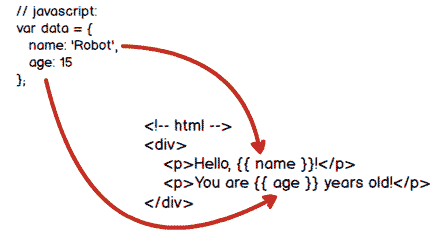 // javascript:
var data = {
name: 'Robot',
age: 15
};
<!-- html -->
<div>
<p>Hello, {{ name }}!</p>
<p>You are {{ age }} years old!</p>
</div>